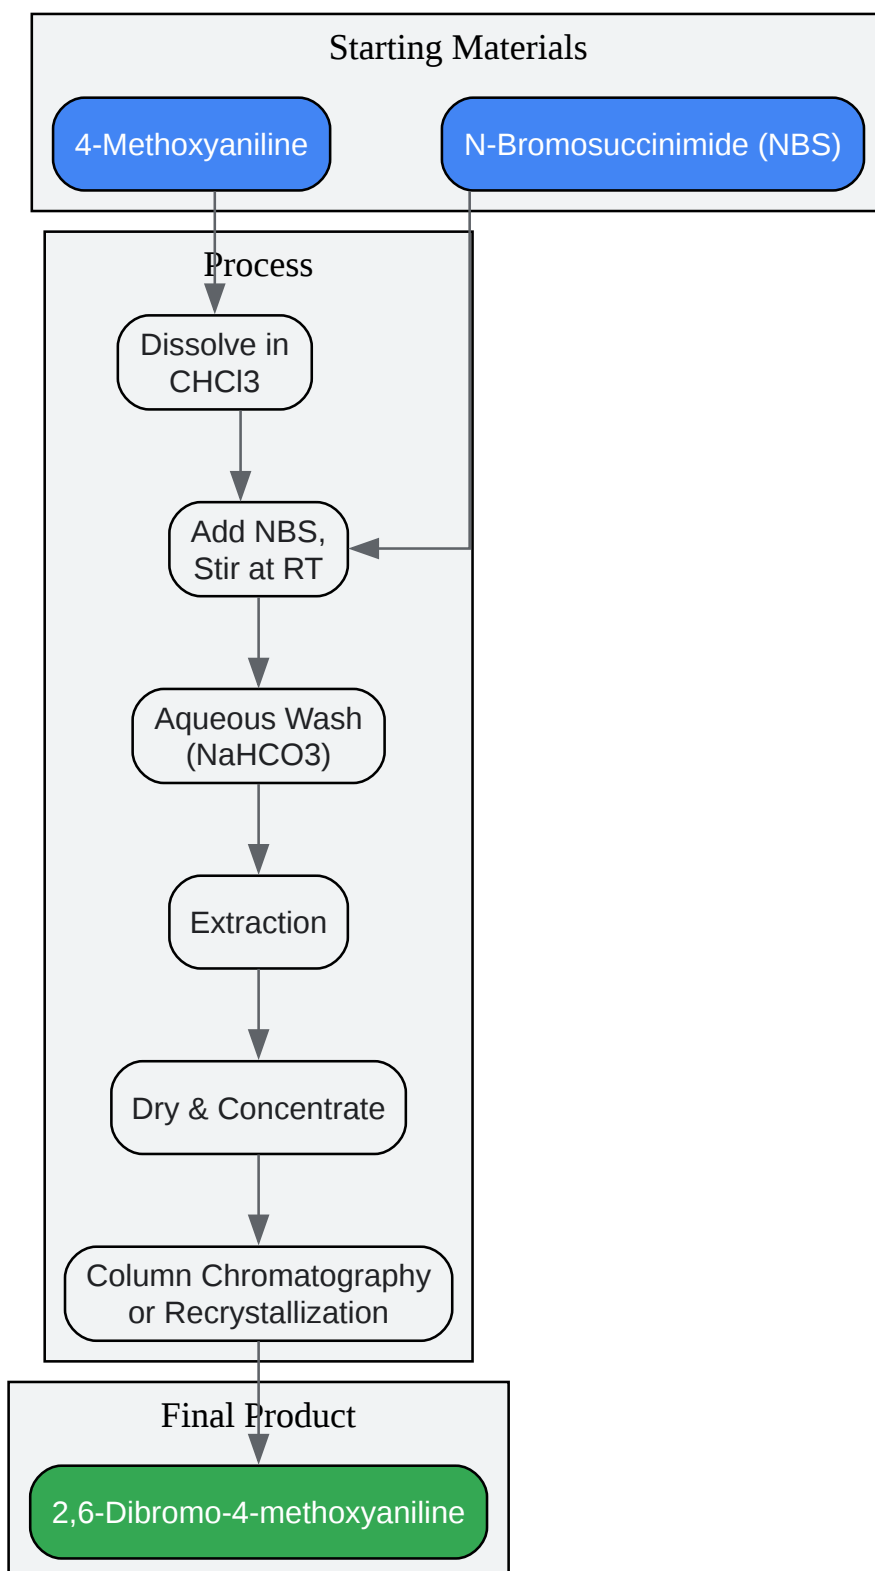 Starting Materials
4-Methoxyaniline
N-Bromosuccinimide (NBS)
Process
Dissolve in
CHCl3
Add NBS,
Stir at RT
Aqueous Wash
(NaHCO3)
Extraction
Dry & Concentrate
Column Chromatography
or Recrystallization
Final Product
2,6-Dibromo-4-methoxyaniline